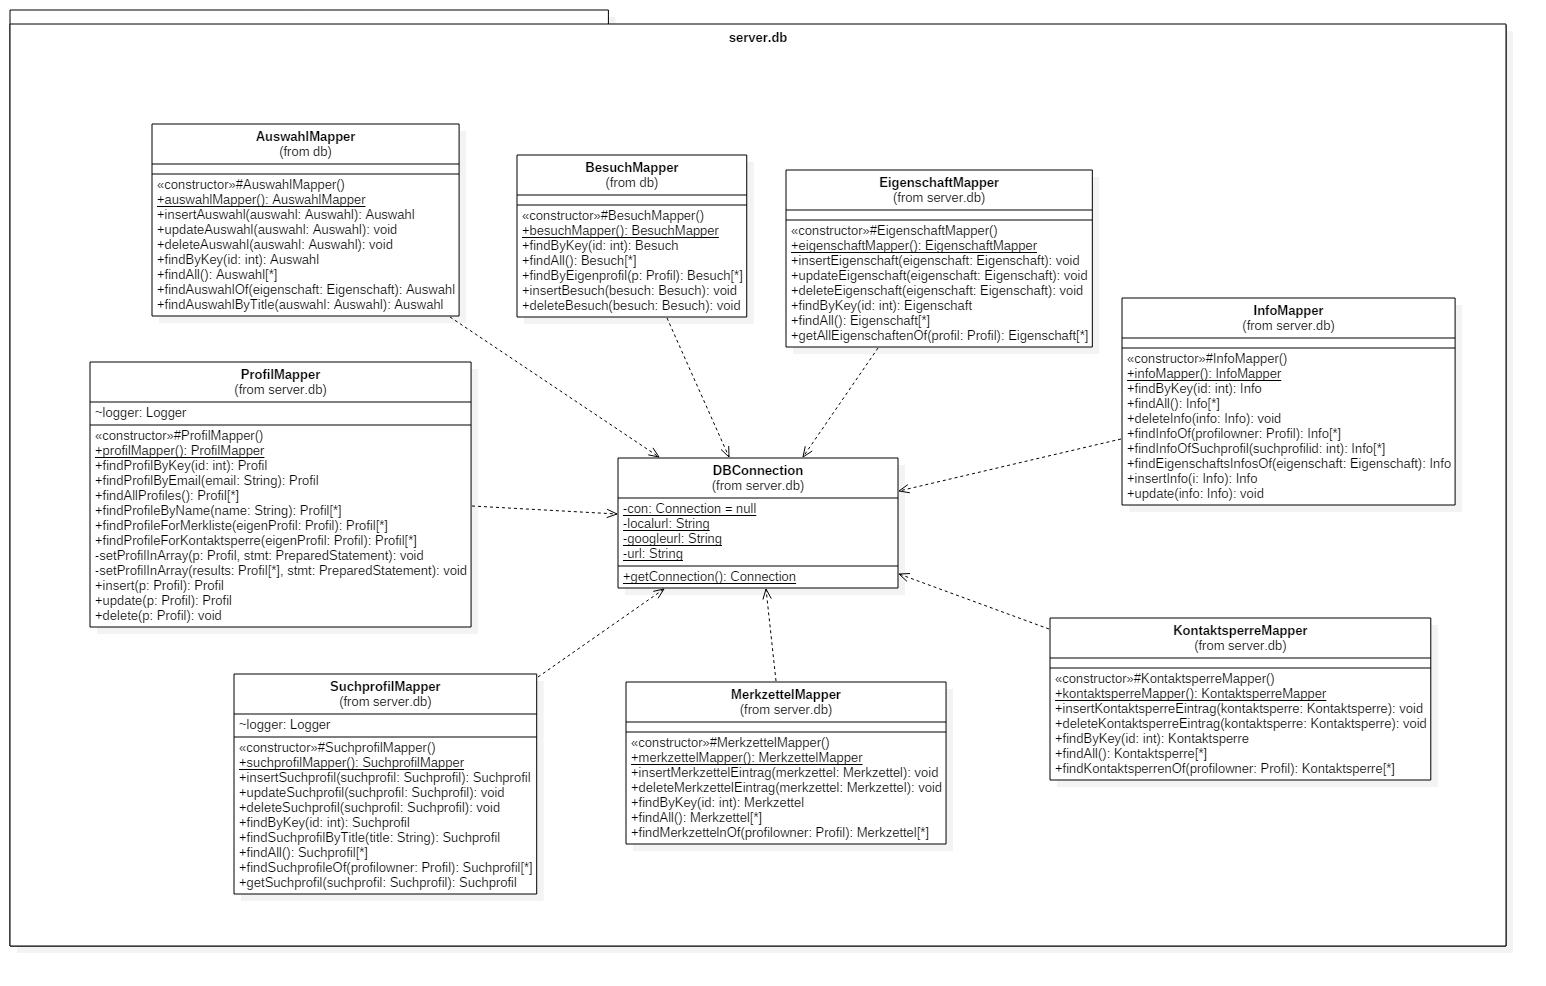 server.db
AuswahlMapper
(from db)
«constructor»#AuswahlMapper()
+auswahlMapper(): AuswahlMapper
+insertAuswahl(auswahl: Auswahl): Auswahl
+updateAuswahl(auswahl: Auswahl): void
+deleteAuswahl(auswahl: Auswahl): void
+findByKey(id: int): Auswahl
+findAll(): Auswahl[*]
+findAuswahlOf(eigenschaft: Eigenschaft): Auswahl
+findAuswahlByTitle(auswahl: Auswahl): Auswahl
BesuchMapper
(from db)
«constructor»#BesuchMapper()
+besuchMapper(): BesuchMapper
+findByKey(id: int): Besuch
+findAll(): Besuch[*]
+findByEigenprofil(p: Profil): Besuch[*]
+insertBesuch(besuch: Besuch): void
+deleteBesuch(besuch: Besuch): void
EigenschaftMapper
(from server.db)
«constructor»#EigenschaftMapper()
+eigenschaftMapper(): EigenschaftMapper
+insertEigenschaft(eigenschaft: Eigenschaft): void
+updateEigenschaft(eigenschaft: Eigenschaft): void
+deleteEigenschaft(eigenschaft: Eigenschaft): void
+findByKey(id: int): Eigenschaft
+findAll(): Eigenschaft[*]
+getAllEigenschaftenOf(profil: Profil): Eigenschaft[*]
InfoMapper
(from server.db)
«constructor»#InfoMapper()
+infoMapper(): InfoMapper
+findByKey(id: int): Info
+findAll(): Info[*]
+deleteInfo(info: Info): void
+findInfoOf(profilowner: Profil): Info[*]
+findInfoOfSuchprofil(suchprofilid: int): Info[*]
+findEigenschaftsInfosOf(eigenschaft: Eigenschaft): Info
+insertInfo(i: Info): Info
+update(info: Info): void
ProfilMapper
(from server.db)
~logger: Logger
«constructor»#ProfilMapper()
+profilMapper(): ProfilMapper
+findProfilByKey(id: int): Profil
+findProfilByEmail(email: String): Profil
+findAllProfiles(): Profil[*]
+findProfileByName(name: String): Profil[*]
+findProfileForMerkliste(eigenProfil: Profil): Profil[*]
+findProfileForKontaktsperre(eigenProfil: Profil): Profil[*]
-setProfilInArray(p: Profil, stmt: PreparedStatement): void
-setProfilInArray(results: Profil[*], stmt: PreparedStatement): void
+insert(p: Profil): Profil
+update(p: Profil): Profil
+delete(p: Profil): void
DBConnection
(from server.db)
-con: Connection = null
-localurl: String
-googleurl: String
-url: String
+getConnection(): Connection
KontaktsperreMapper
(from server.db)
«constructor»#KontaktsperreMapper()
+kontaktsperreMapper(): KontaktsperreMapper
+insertKontaktsperreEintrag(kontaktsperre: Kontaktsperre): void
+deleteKontaktsperreEintrag(kontaktsperre: Kontaktsperre): void
+findByKey(id: int): Kontaktsperre
+findAll(): Kontaktsperre[*]
+findKontaktsperrenOf(profilowner: Profil): Kontaktsperre[*]
SuchprofilMapper
(from server.db)
~logger: Logger
«constructor»#SuchprofilMapper()
+suchprofilMapper(): SuchprofilMapper
+insertSuchprofil(suchprofil: Suchprofil): Suchprofil
+updateSuchprofil(suchprofil: Suchprofil): void
+deleteSuchprofil(suchprofil: Suchprofil): void
+findByKey(id: int): Suchprofil
+findSuchprofilByTitle(title: String): Suchprofil
+findAll(): Suchprofil[*]
+findSuchprofileOf(profilowner: Profil): Suchprofil[*]
+getSuchprofil(suchprofil: Suchprofil): Suchprofil
MerkzettelMapper
(from server.db)
«constructor»#MerkzettelMapper()
+merkzettelMapper(): MerkzettelMapper
+insertMerkzettelEintrag(merkzettel: Merkzettel): void
+deleteMerkzettelEintrag(merkzettel: Merkzettel): void
+findByKey(id: int): Merkzettel
+findAll(): Merkzettel[*]
+findMerkzettelnOf(profilowner: Profil): Merkzettel[*]